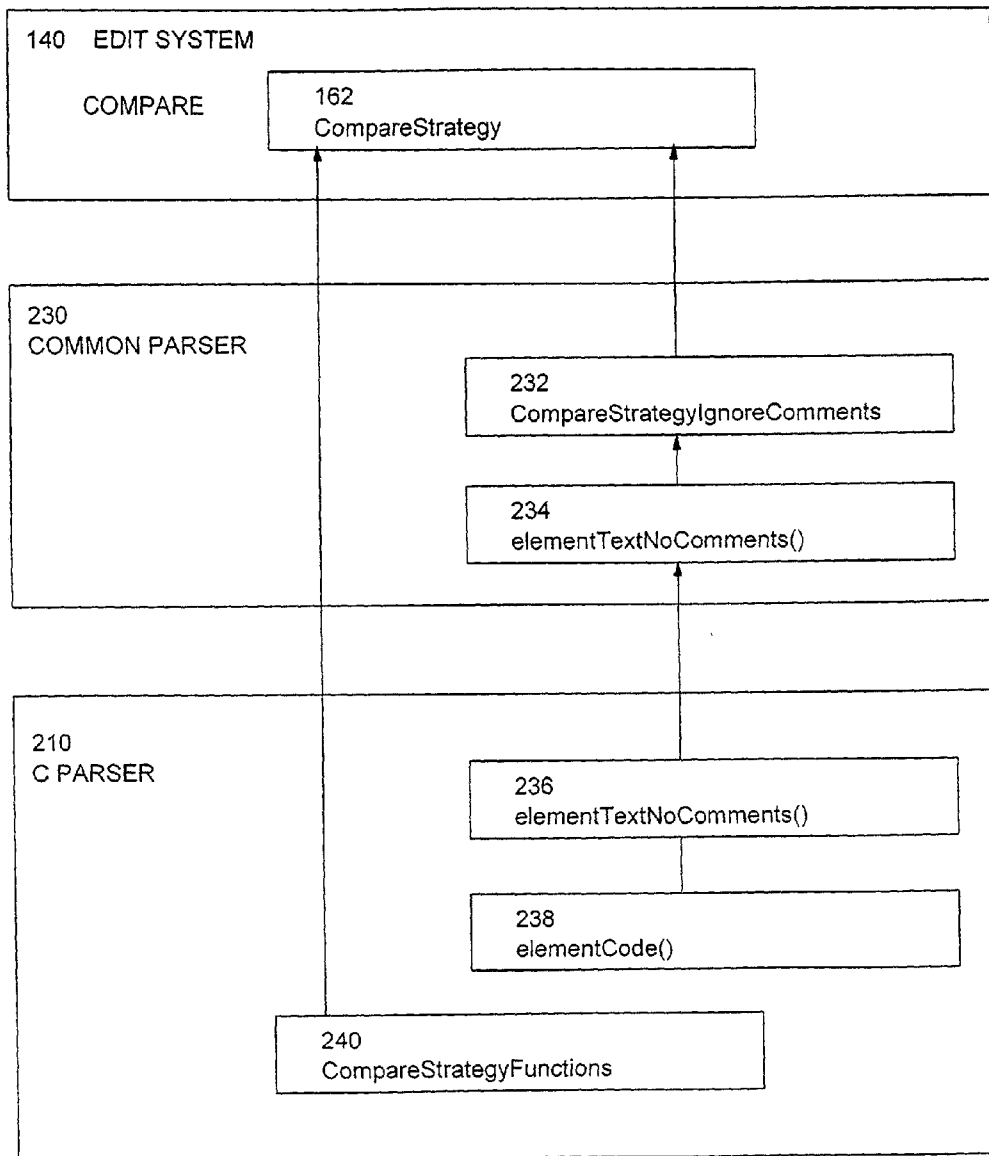 140 EDIT SYSTEM
COMPARE
162
CompareStrategy
230
COMMON PARSER
232
CompareStrategyIgnoreComments
234
elementTextNoComments()
210
C PARSER
236
elementTextNoComments()
238
elementCode()
240
CompareStrategyFunctions